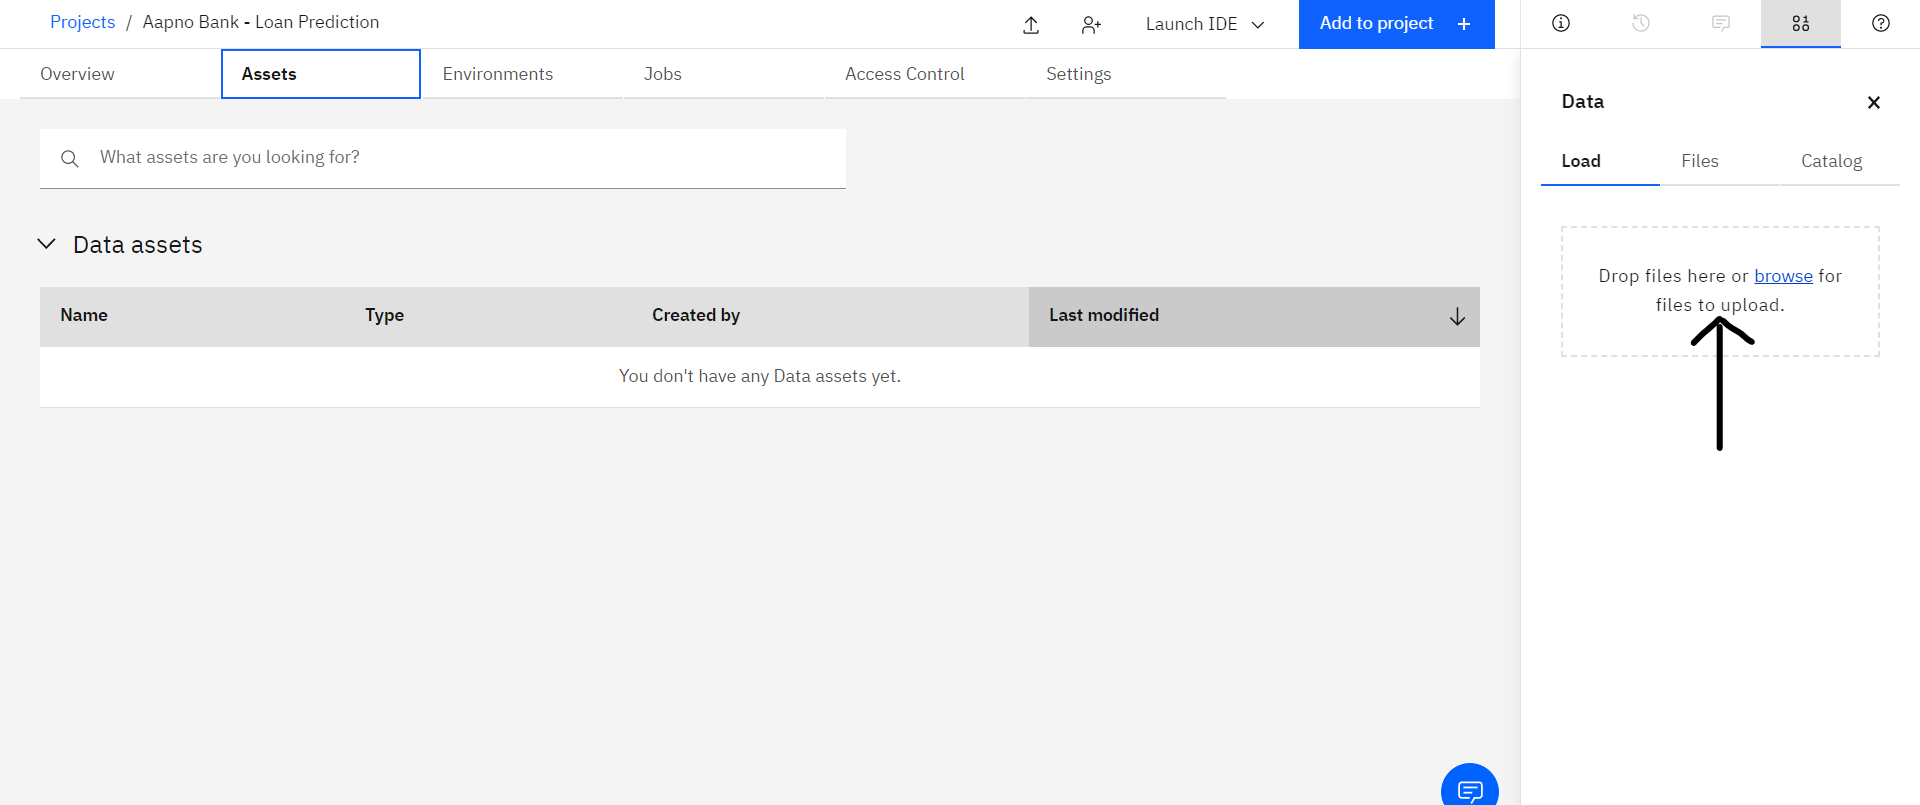 Projects / Aapno Bank - Loan Prediction
Launch IDE
Add to project +
Overview
Assets
Environments
Jobs
Access Control
Settings
What assets are you looking for?
Data assets
Name
Type
Created by
Last modified
You don't have any Data assets yet.
Data
Load
Files
Catalog
Drop files here or browse for
files to upload.